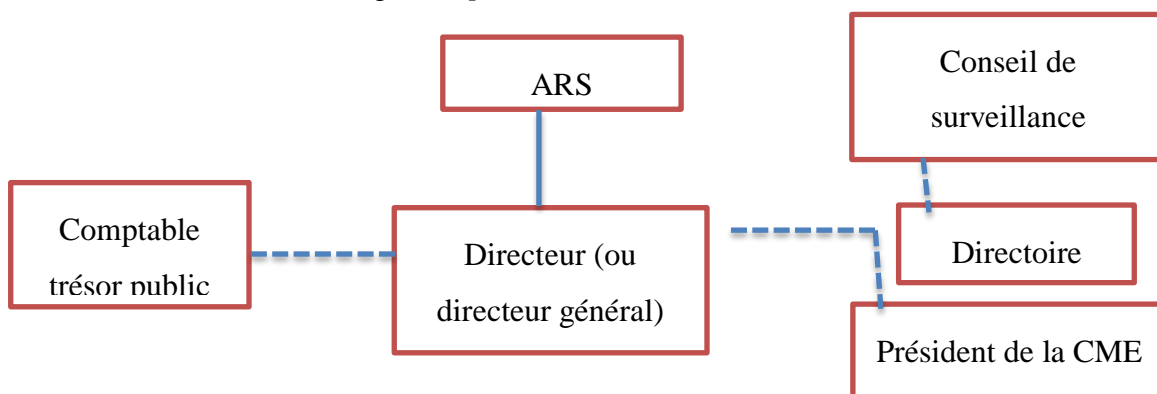 ARS
Conseil de
surveillance
Comptable
trésor public
Directeur (ou
directeur général)
Directoire
Président de la CME